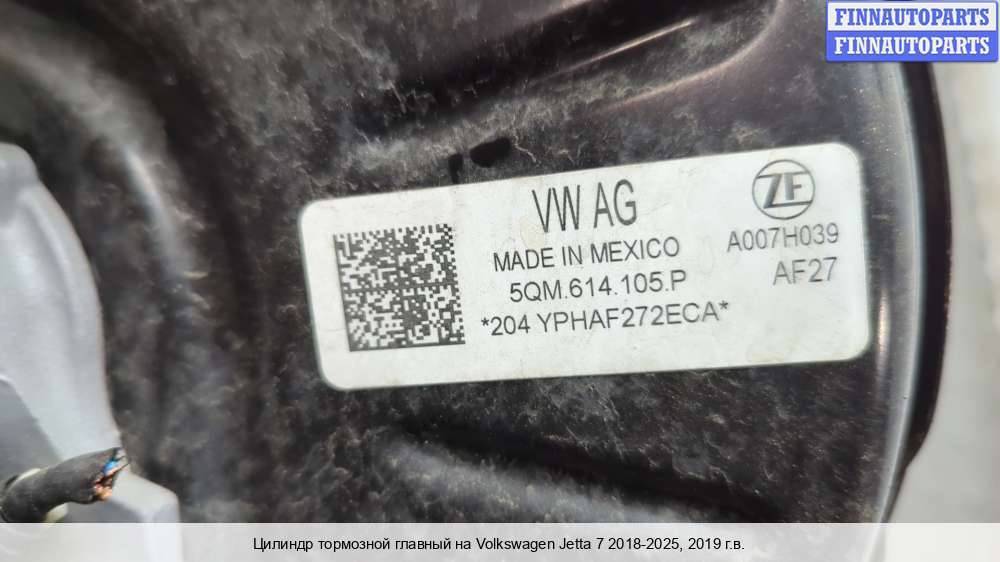 FINNAUTOPARTS
FINNAUTOPARTS
VW AG
MADE IN MEXICO
5QM.614.105.P
*204 YPHAF272ECA*
ZF
A007H039
AF27
Цилиндр тормозной главный на Volkswagen Jetta 7 2018-2025, 2019 г.в.